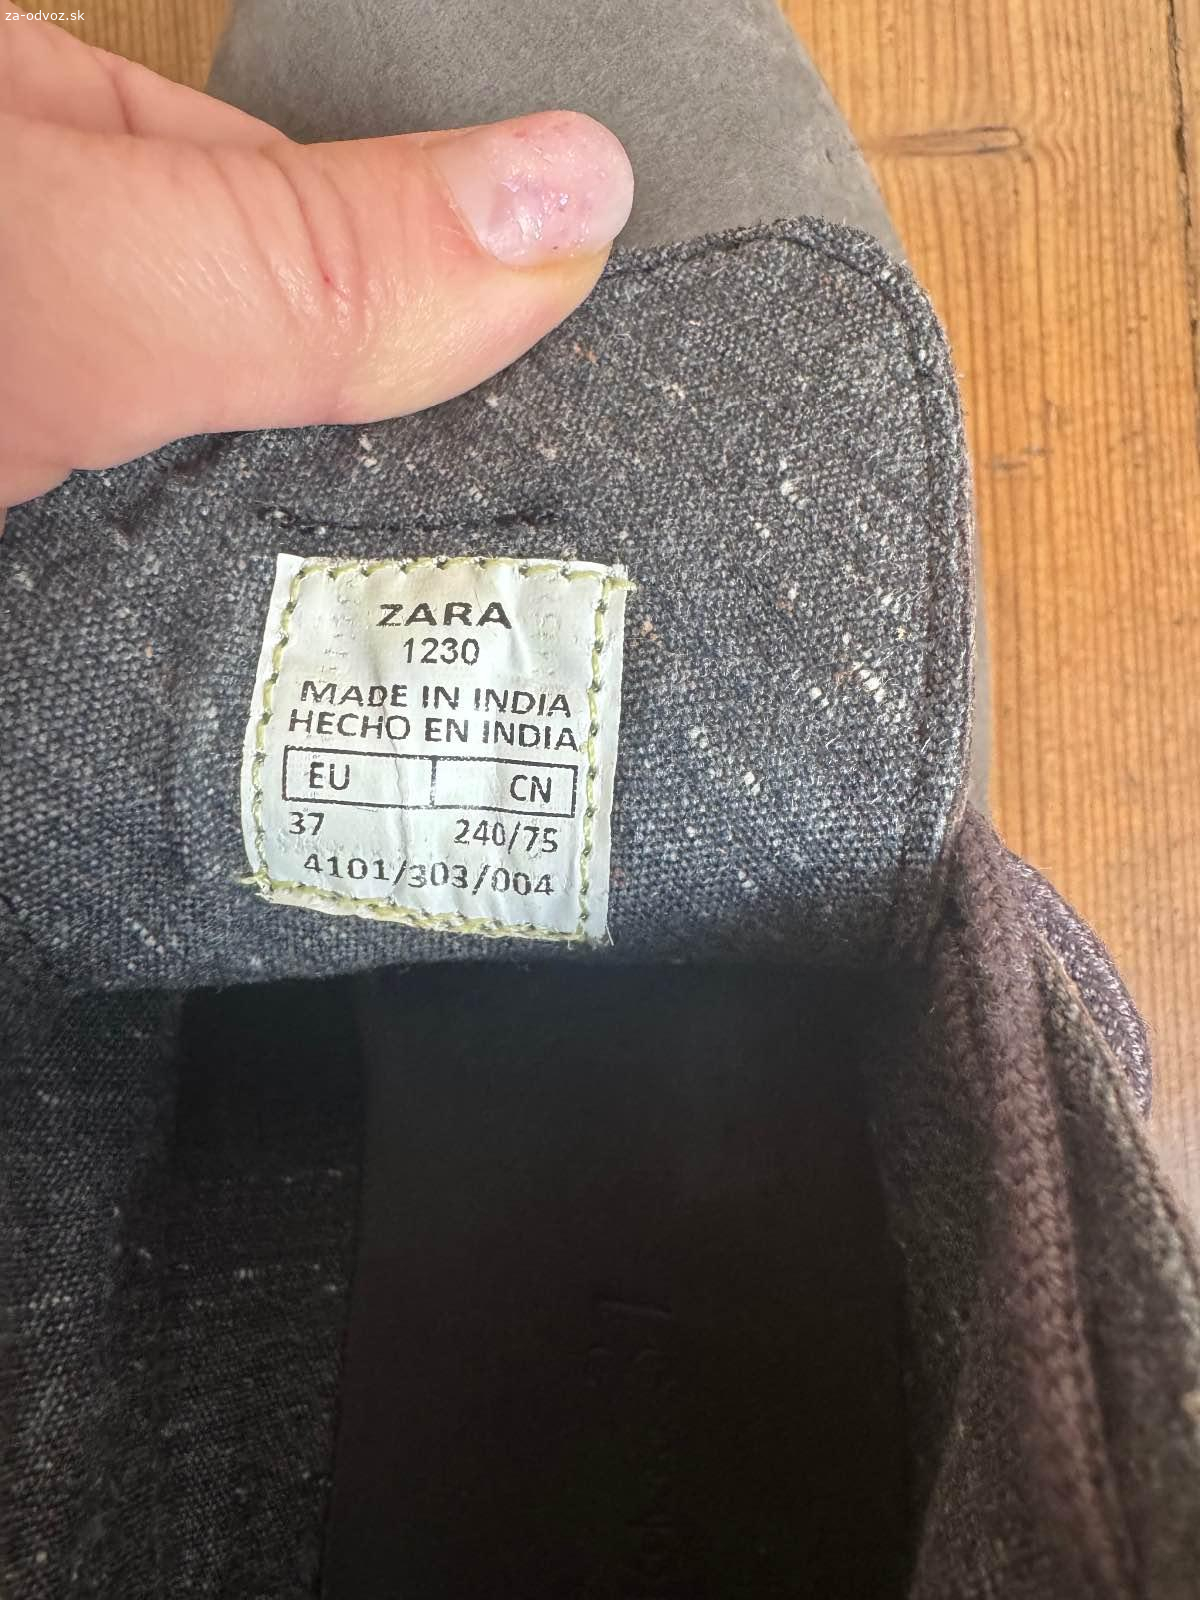 za-odvoz.sk
ZARA
1230
MADE IN INDIA
HECHO EN INDIA
EU CN
37 240/75
4101/303/004